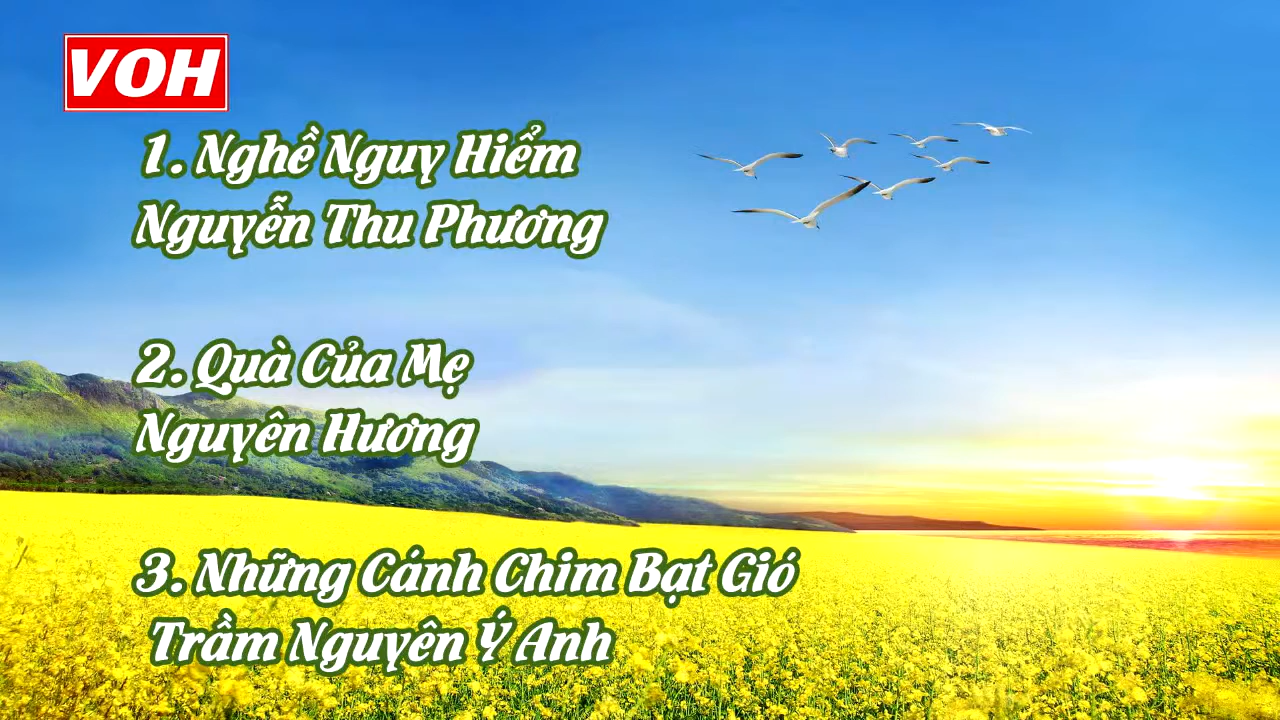 VOH
1. Nghề Nguy Hiểm
Nguyễn Thu Phương
2. Quà Của Mẹ
Nguyên Hương
3. Những Cánh Chim Bạt Gió
Trầm Nguyên Ý Anh